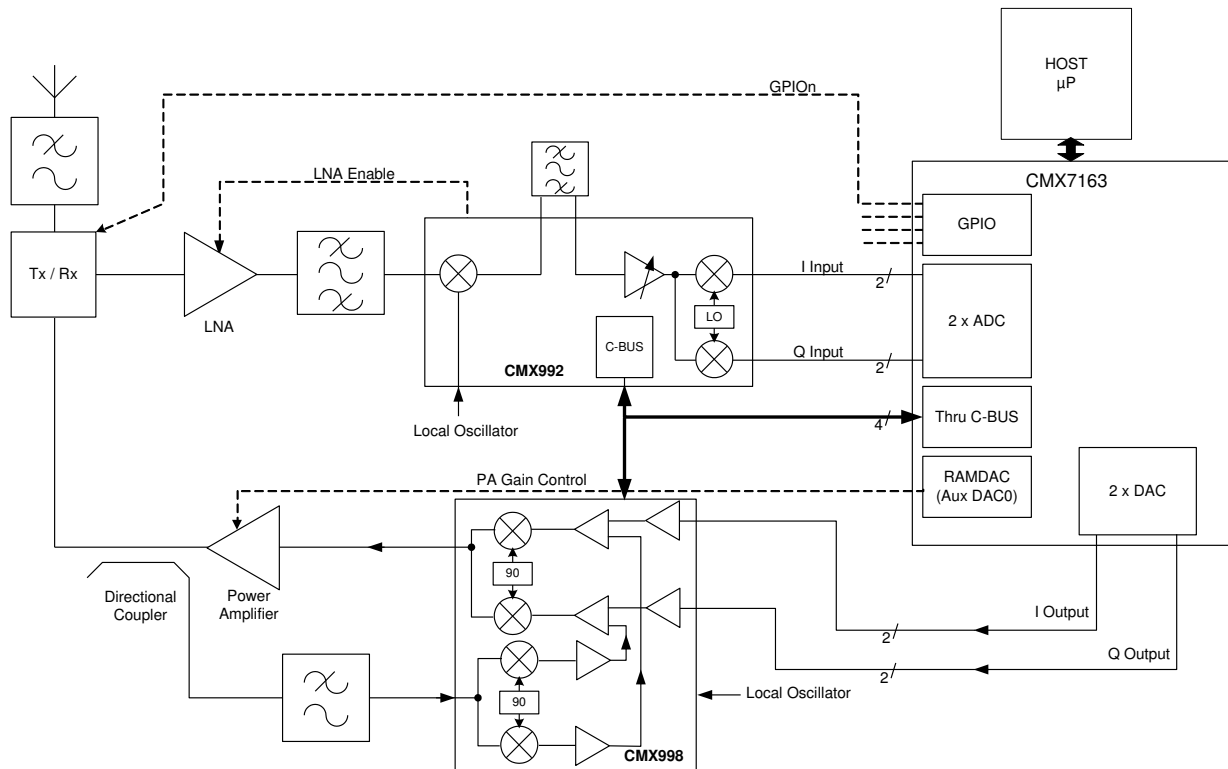 HOST
µP
GPIOn
CMX7163
LNA Enable
GPIO
Tx / Rx
I Input
2
LNA
LO
2 x ADC
C-BUS
Q Input
CMX992
2
Local Oscillator
4
Thru C-BUS
PA Gain Control
RAMDAC
(Aux DAC0)
2 x DAC
90
Directional
Coupler
Power
Amplifier
I Output
2
Q Output
2
90
Local Oscillator
CMX998